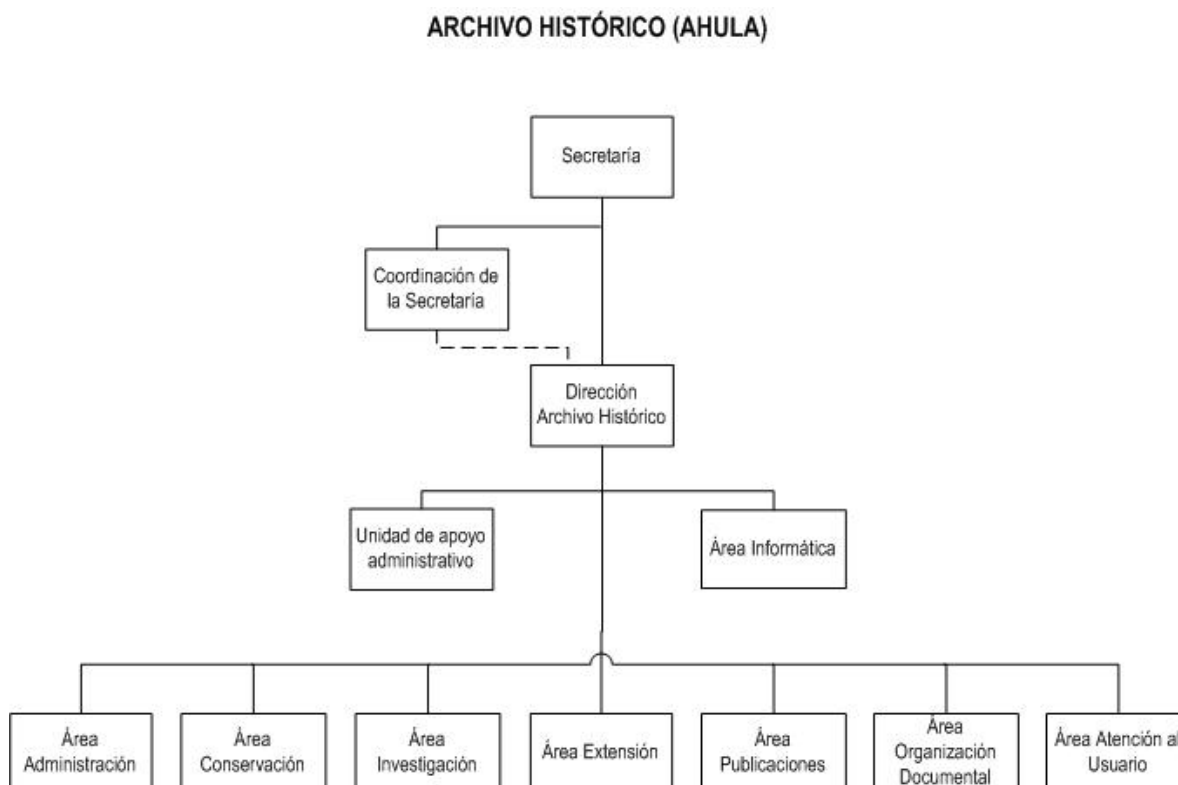 ARCHIVO HISTÓRICO (AHULA)
Secretaría
Coordinación de
la Secretaría
Dirección
Archivo Histórico
Unidad de apoyo
administrativo
Área Informática
Área
Administración
Área
Conservación
Área
Investigación
Área Extensión
Área
Publicaciones
Área
Organización
Documental
Área Atención al
Usuario